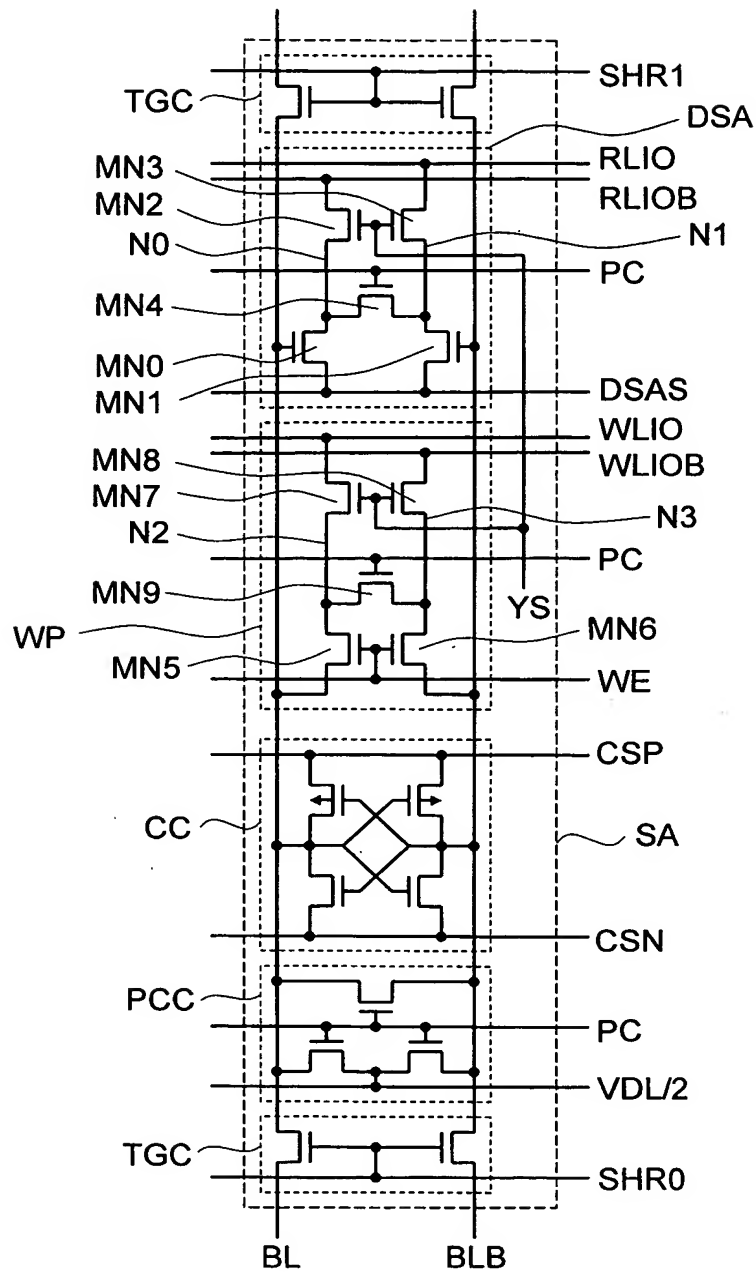 SHR1
TGC
DSA
MN3
RLIO
MN2
RLIOB
N0
N1
PC
MN4
MN0
MN1
DSAS
WLIO
MN8
WLIOB
MN7
N2
N3
PC
MN9
YS
WP
MN6
MN5
WE
CSP
CC
SA
CSN
PCC
PC
VDL/2
TGC
SHR0
BL
BLB